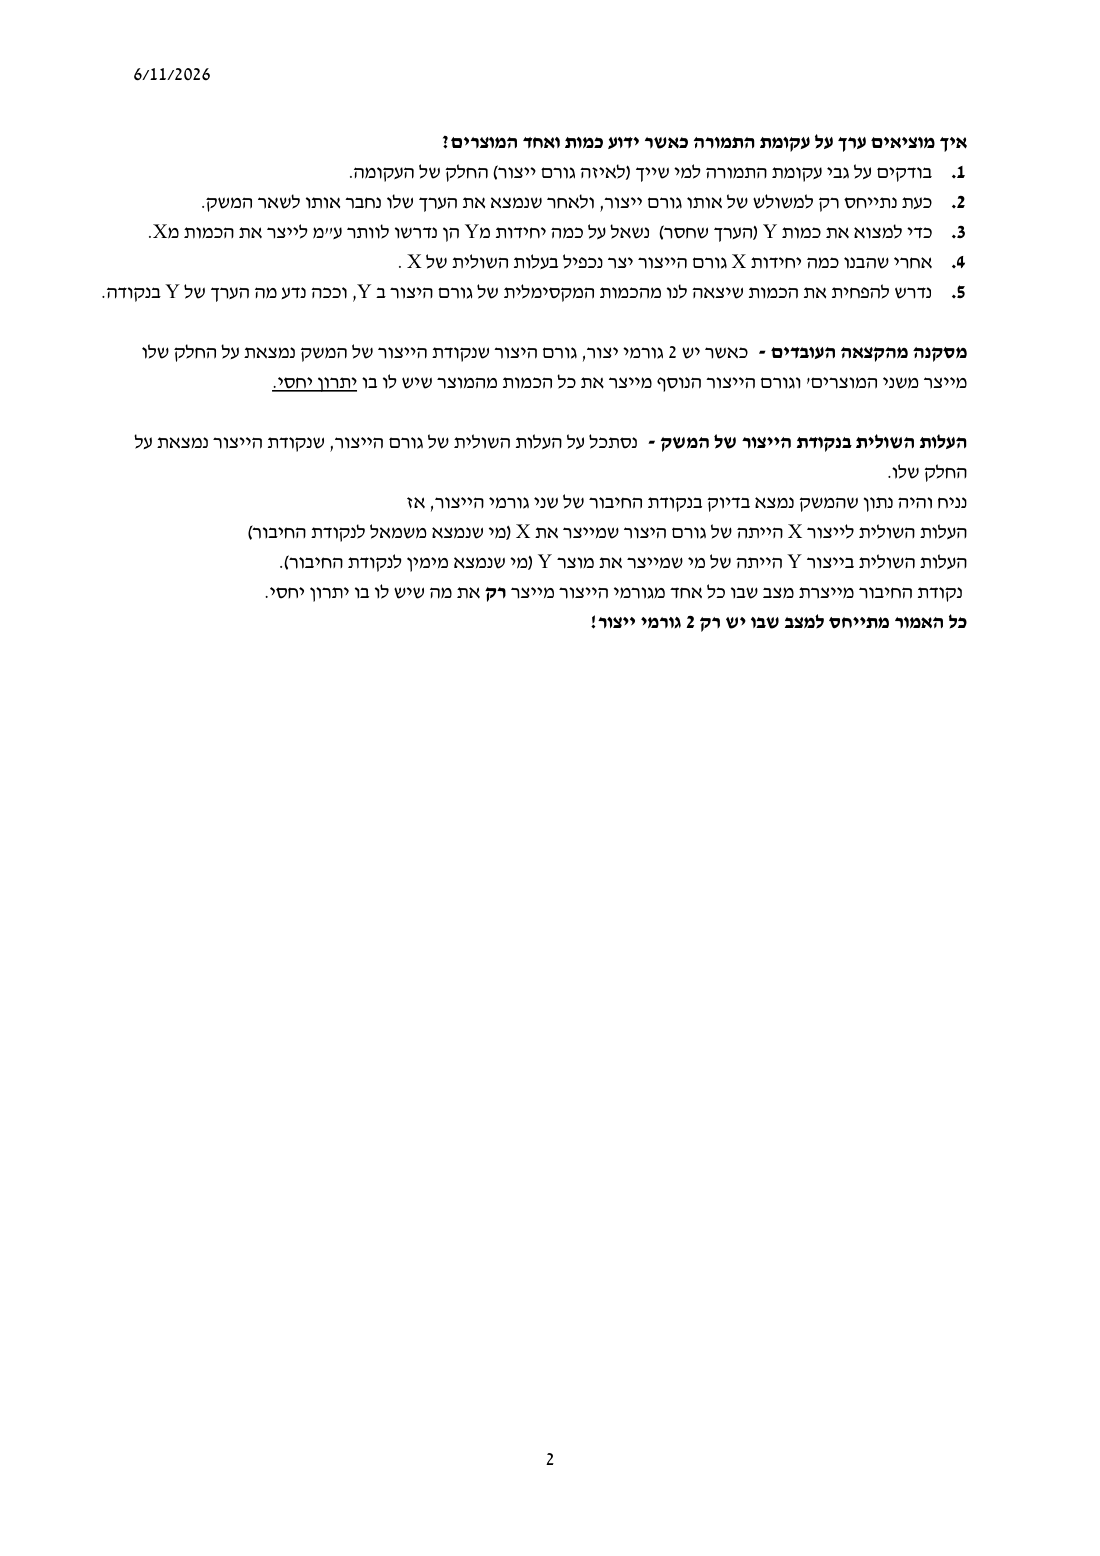 6/11/2026
איך מוציאים ערך על עקומת התמורה כאשר ידוע כמות ואחד המוצרים?
1. בודקים על גבי עקומת התמורה למי שייך (לאיזה גורם ייצור) החלק של העקומה.
2. כעת נתייחס רק למשולש של אותו גורם ייצור, ולאחר שנמצא את הערך שלו נחבר אותו לשאר המשק.
3. כדי למצוא את כמות Y (הערך שחסר) נשאל על כמה יחידות מY הן נדרשו לוותר ע״מ לייצר את הכמות מX.
4. אחרי שהבנו כמה יחידות X גורם הייצור יצר נכפיל בעלות השולית של X .
5. נדרש להפחית את הכמות שיצאה לנו מהכמות המקסימלית של גורם היצור ב Y, וככה נדע מה הערך של Y בנקודה.
מסקנה מהקצאה העובדים - כאשר יש 2 גורמי יצור, גורם היצור שנקודת הייצור של המשק נמצאת על החלק שלו
מייצר משני המוצרים׳ וגורם הייצור הנוסף מייצר את כל הכמות מהמוצר שיש לו בו יתרון יחסי.
העלות השולית בנקודת הייצור של המשק - נסתכל על העלות השולית של גורם הייצור, שנקודת הייצור נמצאת על
החלק שלו.
נניח והיה נתון שהמשק נמצא בדיוק בנקודת החיבור של שני גורמי הייצור, אז
העלות השולית לייצור X הייתה של גורם היצור שמייצר את X (מי שנמצא משמאל לנקודת החיבור)
העלות השולית בייצור Y הייתה של מי שמייצר את מוצר Y (מי שנמצא מימין לנקודת החיבור).
נקודת החיבור מייצרת מצב שבו כל אחד מגורמי הייצור מייצר רק את מה שיש לו בו יתרון יחסי.
כל האמור מתייחס למצב שבו יש רק 2 גורמי ייצור!
2